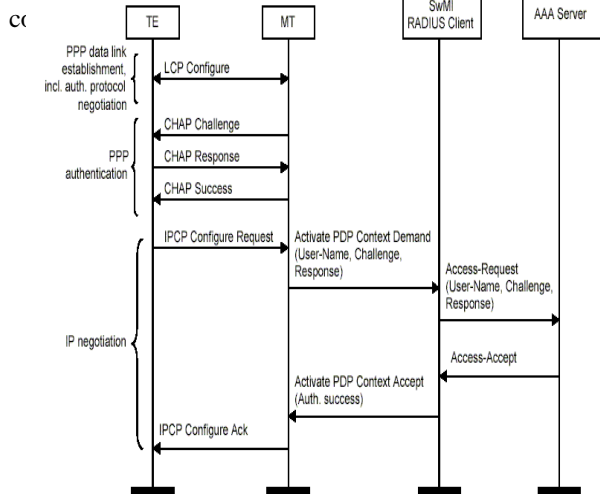 TE
MT
SwMI
RADIUS Client
AAA Server
PPP data link
establishment,
incl. auth. protocol
negotiation
LCP Configure
PPP
authentication
CHAP Challenge
CHAP Response
CHAP Success
IP negotiation
IPCP Configure Request
Activate PDP Context Demand
(User-Name, Challenge,
Response)
Access-Request
(User-Name, Challenge,
Response)
Access-Accept
Activate PDP Context Accept
(Auth. success)
IPCP Configure Ack